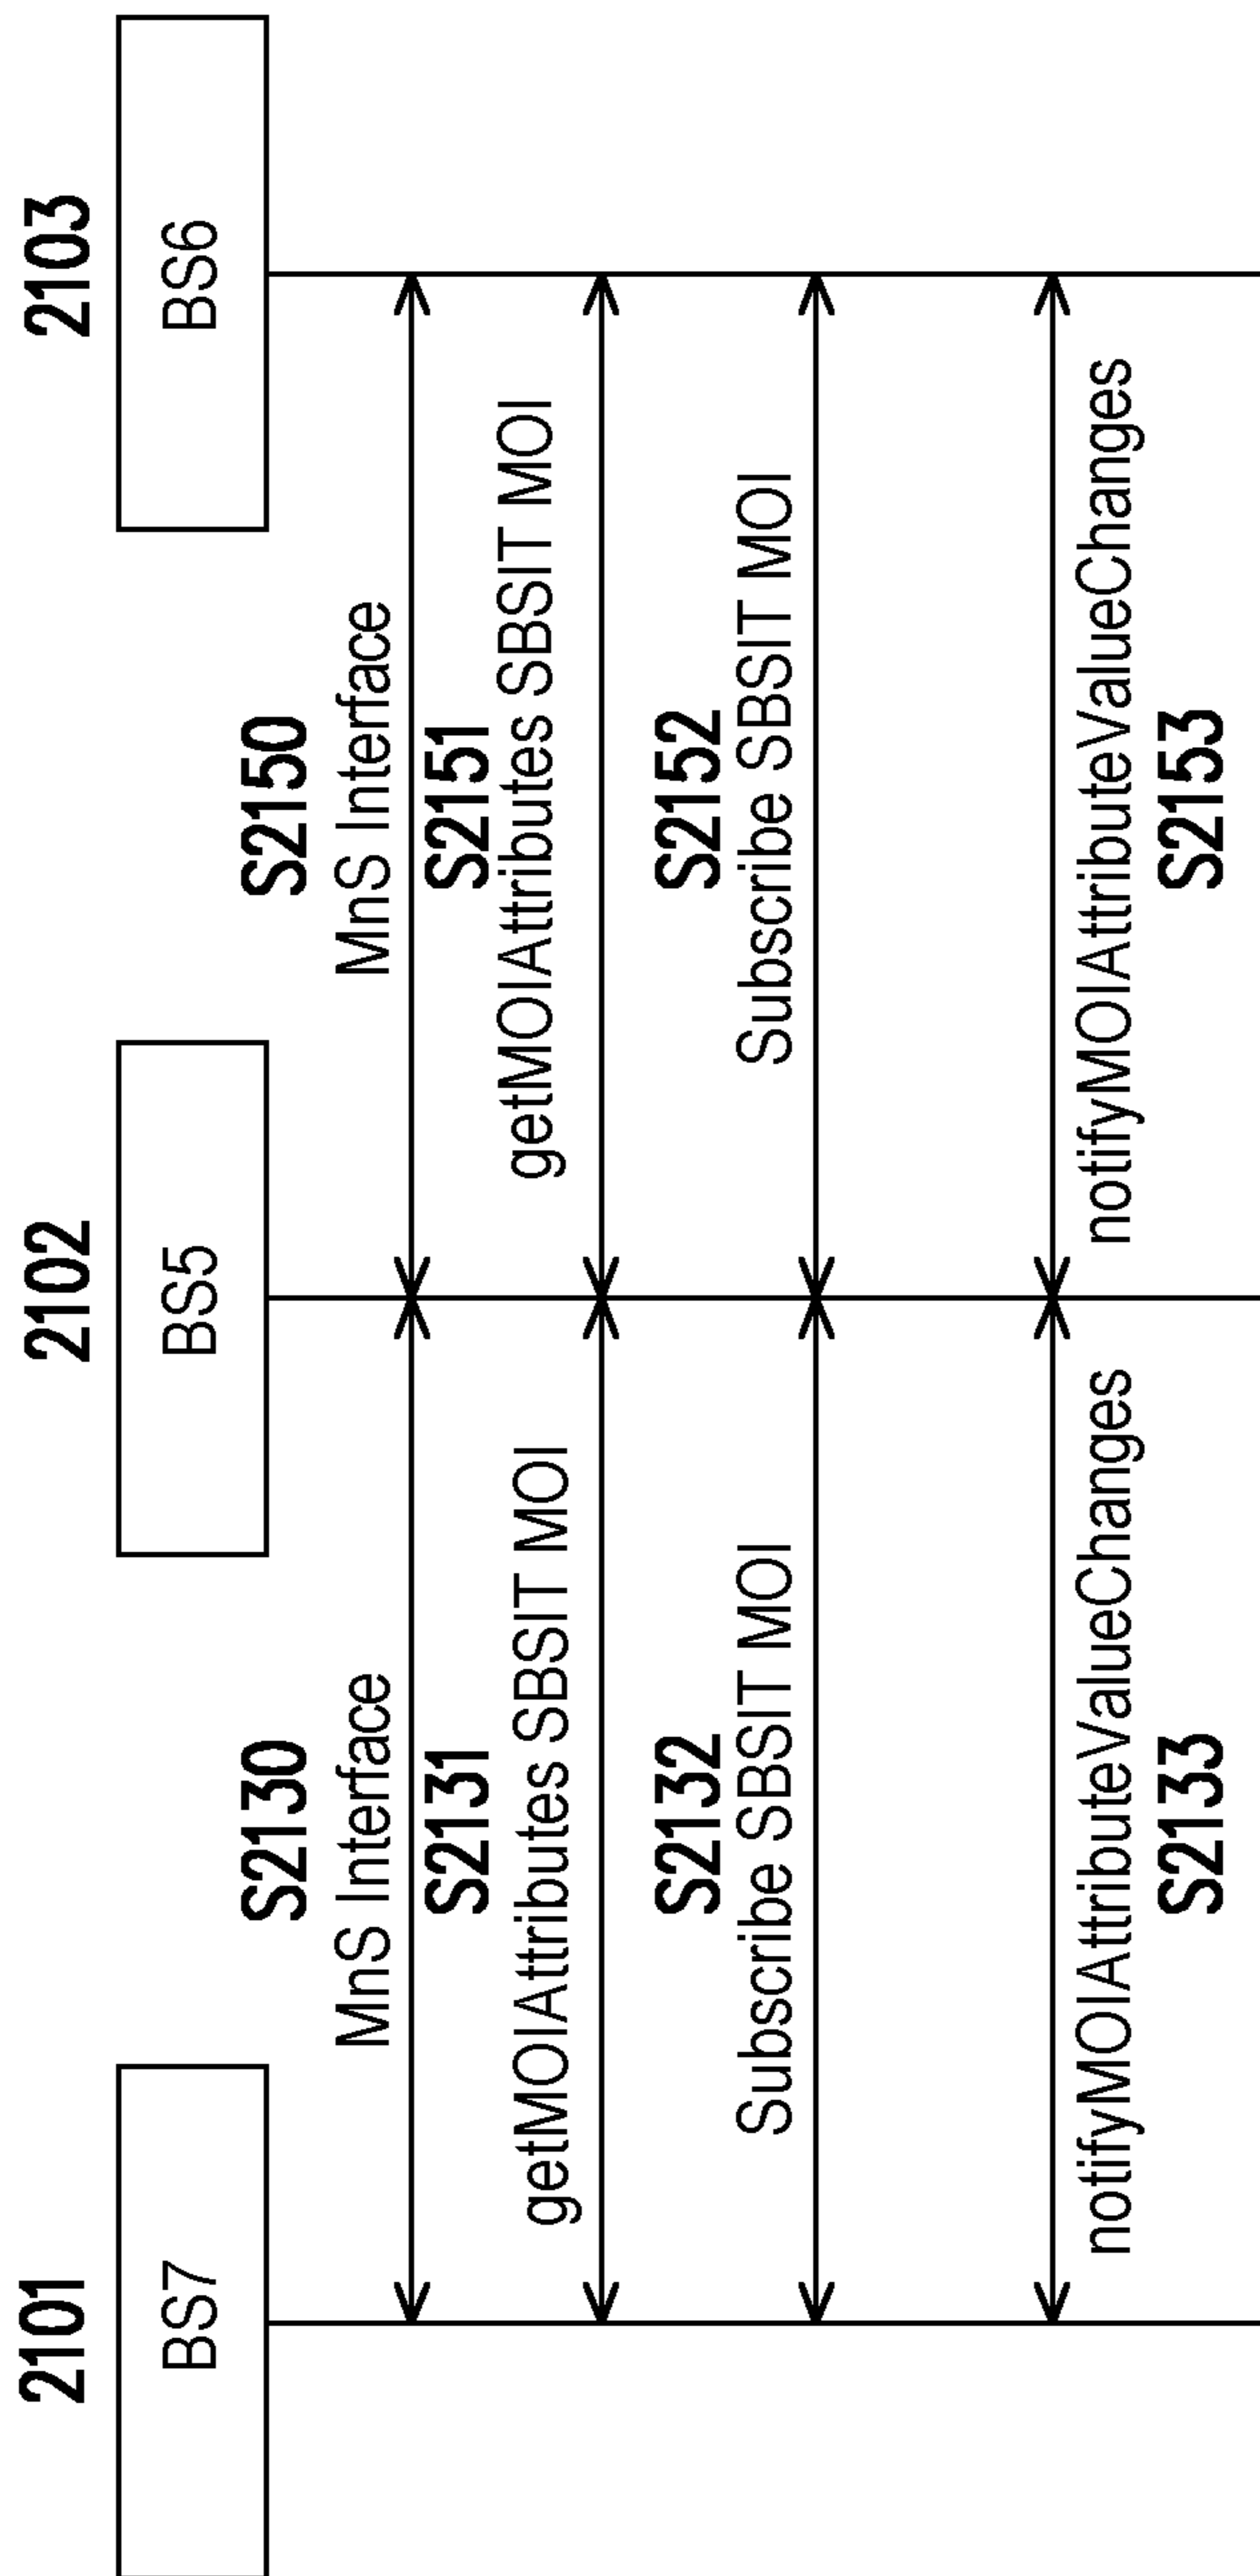 2101
2102
2103
BS7
BS5
BS6
S2130
S2150
MnS Interface
MnS Interface
S2131
S2151
getMOIAttributes SBSIT MOI
getMOIAttributes SBSIT MOI
S2132
S2152
Subscribe SBSIT MOI
Subscribe SBSIT MOI
notifyMOIAttributeValueChanges
notifyMOIAttributeValueChanges
S2133
S2153